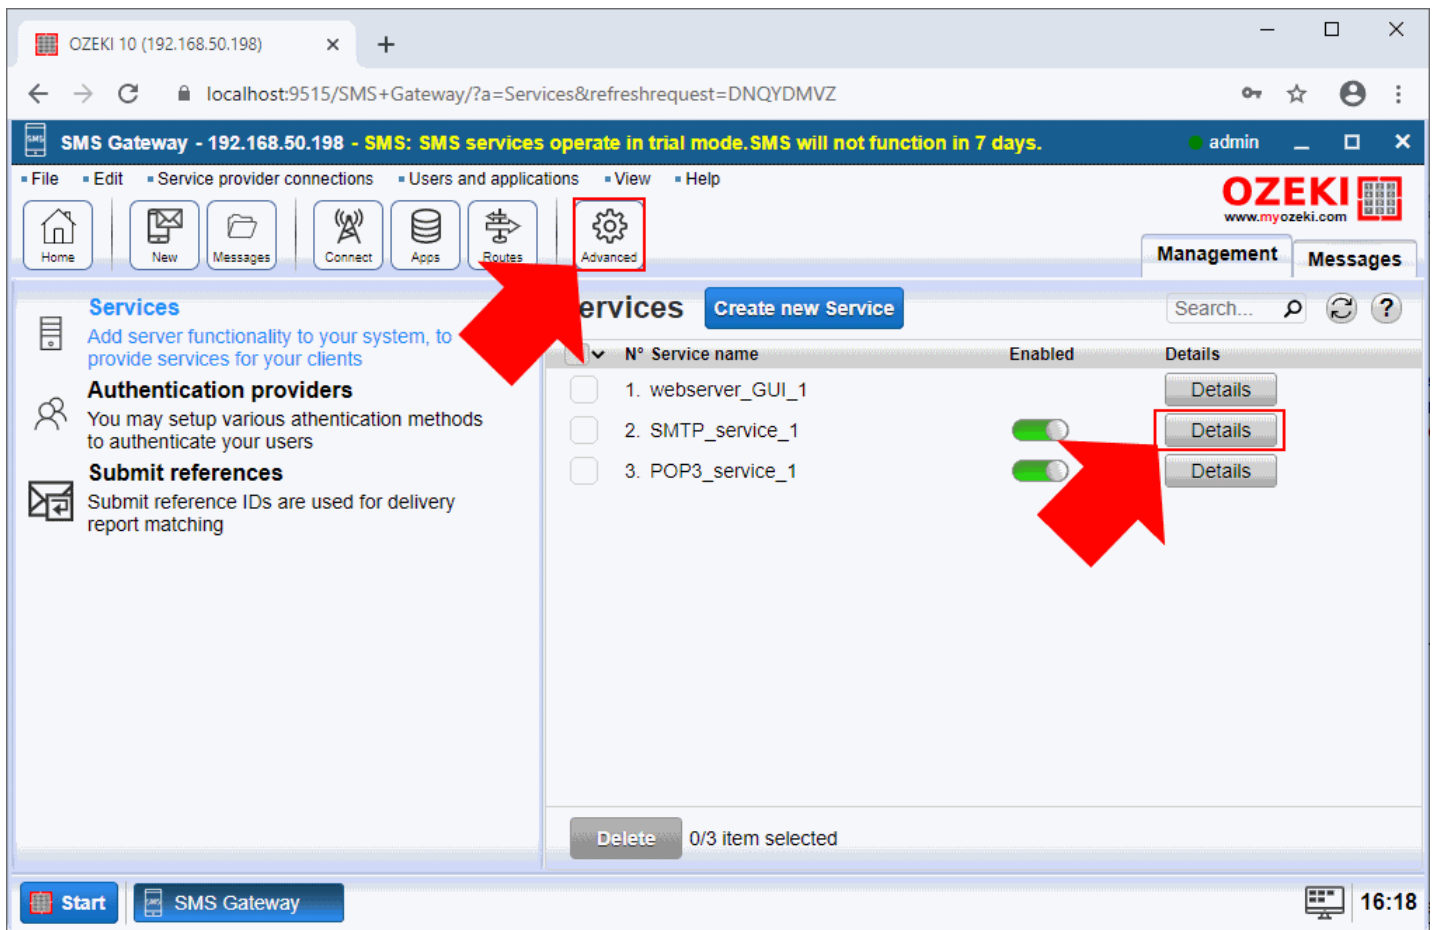 OZEKI 10 (192.168.50.198)
localhost:9515/SMS+Gateway/?a=Services&refreshrequest=DNQYDMVZ
SMS SMS Gateway - 192.168.50.198 - SMS: SMS services operate in trial mode.SMS will not function in 7 days. admin
File Edit Service provider connections Users and applications View Help
OZEKI
www.myozeki.com
Home New Messages Connect Apps Routes Advanced
Management Messages
Services
Add server functionality to your system, to
provide services for your clients
Authentication providers
You may setup various athentication methods
to authenticate your users
Submit references
Submit reference IDs are used for delivery
report matching
ervices Create new Service Search... ?
N° Service name Enabled Details
1. webserver_GUI_1 Details
2. SMTP_service_1 Details
3. POP3_service_1 Details
Delete 0/3 item selected
Start SMS SMS Gateway 16:18